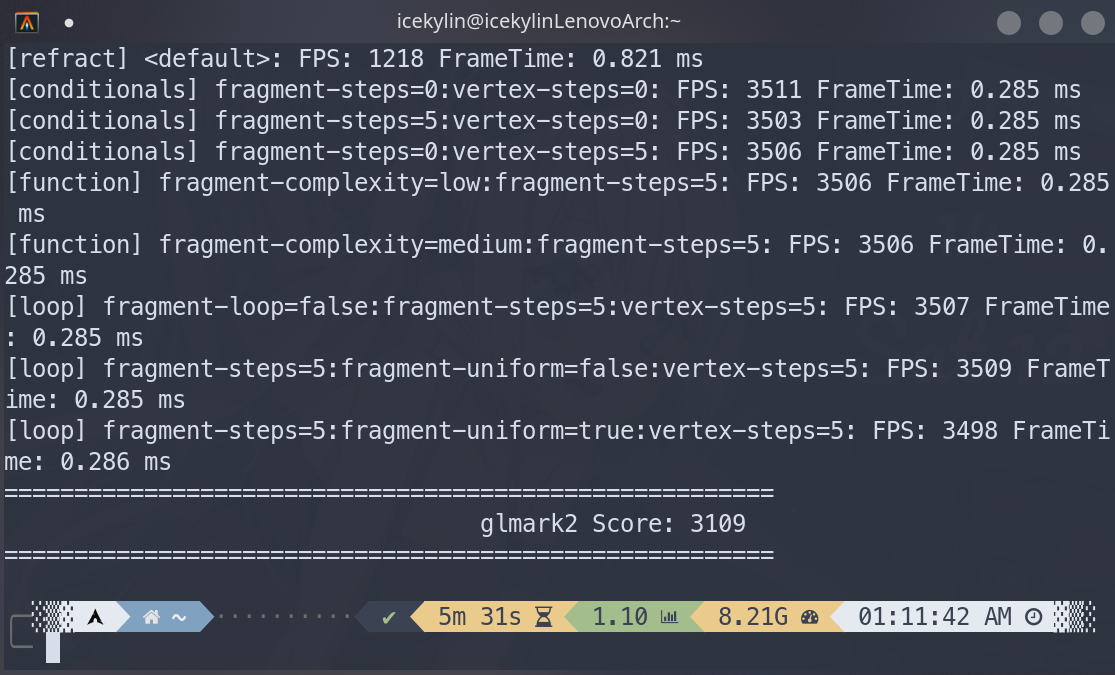 icekylin@icekylinLenovoArch:~
[refract] <default>: FPS: 1218 FrameTime: 0.821 ms
[conditionals] fragment-steps=0:vertex-steps=0: FPS: 3511 FrameTime: 0.285 ms
[conditionals] fragment-steps=5:vertex-steps=0: FPS: 3503 FrameTime: 0.285 ms
[conditionals] fragment-steps=0:vertex-steps=5: FPS: 3506 FrameTime: 0.285 ms
[function] fragment-complexity=low:fragment-steps=5: FPS: 3506 FrameTime: 0.285
 ms
[function] fragment-complexity=medium:fragment-steps=5: FPS: 3506 FrameTime: 0.
285 ms
[loop] fragment-loop=false:fragment-steps=5:vertex-steps=5: FPS: 3507 FrameTime
: 0.285 ms
[loop] fragment-steps=5:fragment-uniform=false:vertex-steps=5: FPS: 3509 FrameT
ime: 0.285 ms
[loop] fragment-steps=5:fragment-uniform=true:vertex-steps=5: FPS: 3498 FrameTi
me: 0.286 ms
=======================================================
glmark2 Score: 3109
=======================================================
~ ·········· ✔ 5m 31s 1.10 8.21G 01:11:42 AM